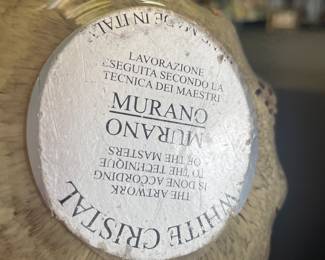 MADE IN ITALY
LAVORAZIONE
ESEGUITA SECONDO LA
TECNICA DEI MAESTRI
MURANO
MURANO
THE ARTWORK
IS DONE ACCORDING
TO THE TECHNIQUE
OF THE MASTERS
WHITE CRISTAL